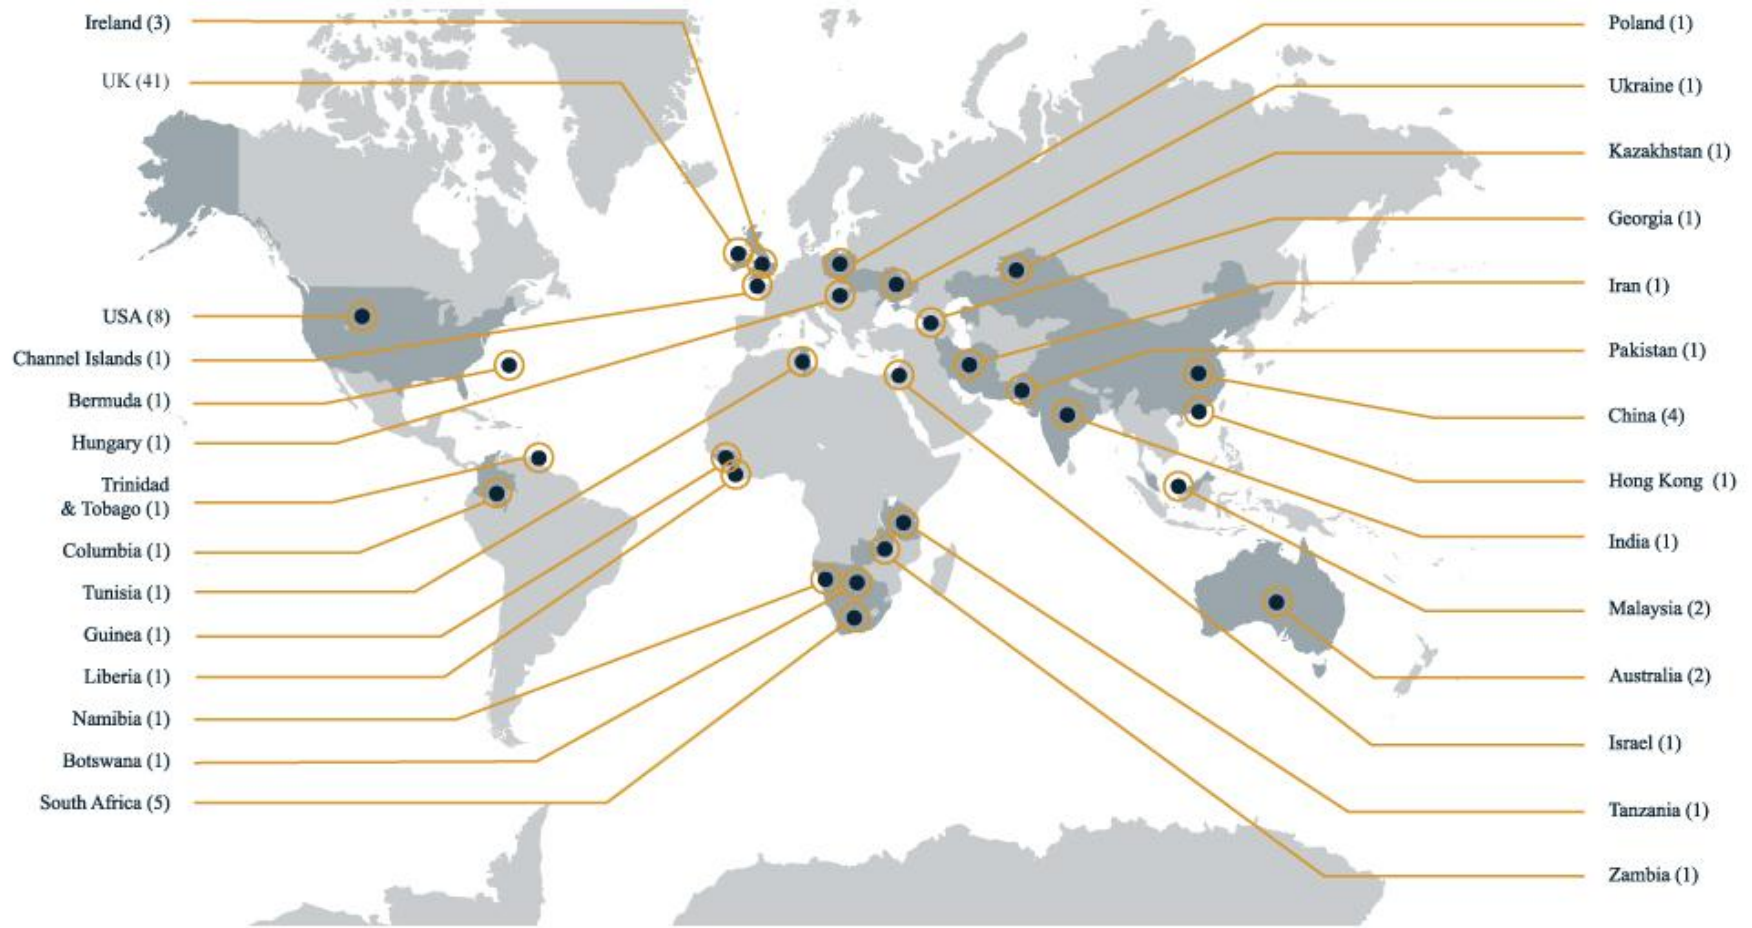 Ireland (3)
UK (41)
USA (8)
Channel Islands (1)
Bermuda (1)
Hungary (1)
Trinidad
& Tobago (1)
Columbia (1)
Tunisia (1)
Guinea (1)
Liberia (1)
Namibia (1)
Botswana (1)
South Africa (5)
Poland (1)
Ukraine (1)
Kazakhstan (1)
Georgia (1)
Iran (1)
Pakistan (1)
China (4)
Hong Kong (1)
India (1)
Malaysia (2)
Australia (2)
Israel (1)
Tanzania (1)
Zambia (1)